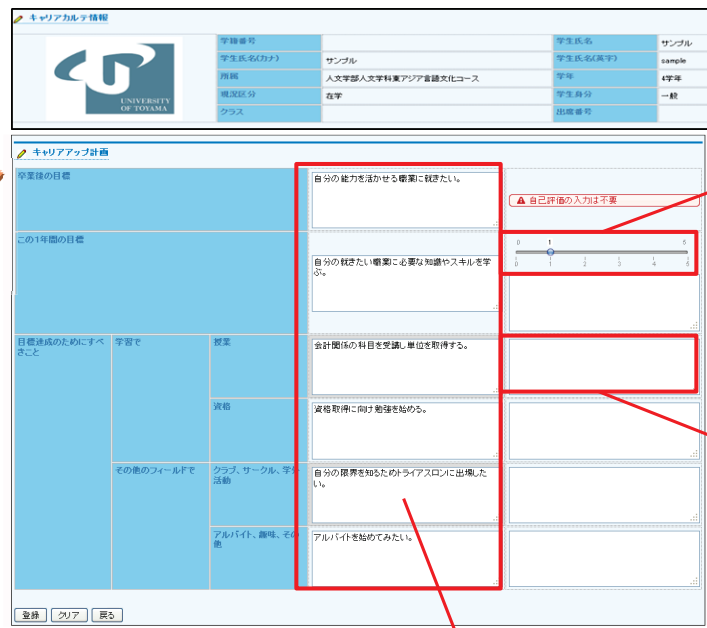 キャリアカルテ情報
学籍番号 学生氏名 サンプル
学生氏名(カナ) サンプル 学生氏名(英字) sample
所属 人文学部人文学科東アジア言語文化コース 学年 4学年
現況区分 在学 学生身分 一般
クラス 出席番号
UNIVERSITY
OF TOYAMA
キャリアアップ計画
卒業後の目標 自分の能力を活かせる職業に就きたい。
自己評価の入力は不要
この1年間の目標
0 1 5
0 1 2 3 4 5
自分の就きたい職業に必要な知識やスキルを学
ぶ。
目標達成のためにすべ
きこと
学習で 授業 会計関係の科目を受講し単位を取得する。
資格 資格取得に向け勉強を始める。
その他のフィールドで クラブ、サークル、学外
活動
自分の限界を知るためトライアスロンに出場した
い。
アルバイト、趣味、その
他
アルバイトを始めてみたい。
登録 クリア 戻る